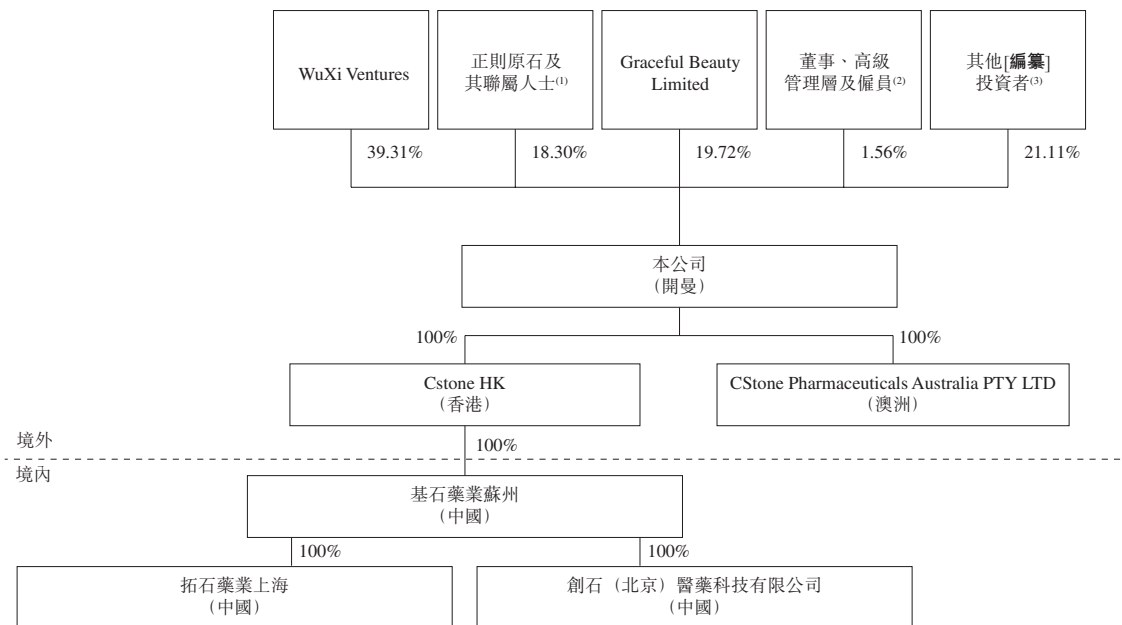 WuXi Ventures
正則原石及
其聯屬人士(1)
Graceful Beauty
Limited
董事、高級
管理層及僱員(2)
其他[編纂]
投資者(3)
39.31%
18.30%
19.72%
1.56%
21.11%
本公司
（開曼）
100%
100%
Cstone HK
（香港）
CStone Pharmaceuticals Australia PTY LTD
（澳洲）
境外
100%
境內
基石藥業蘇州
（中國）
100%
100%
拓石藥業上海
（中國）
創石（北京）醫藥科技有限公司
（中國）